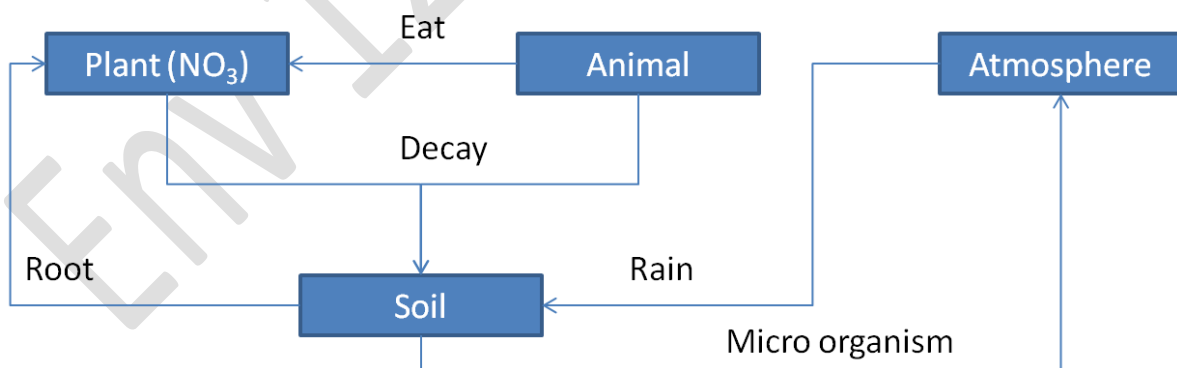 Eat
Plant (NO₃)
Animal
Atmosphere
Decay
Root
Rain
Soil
Micro organism